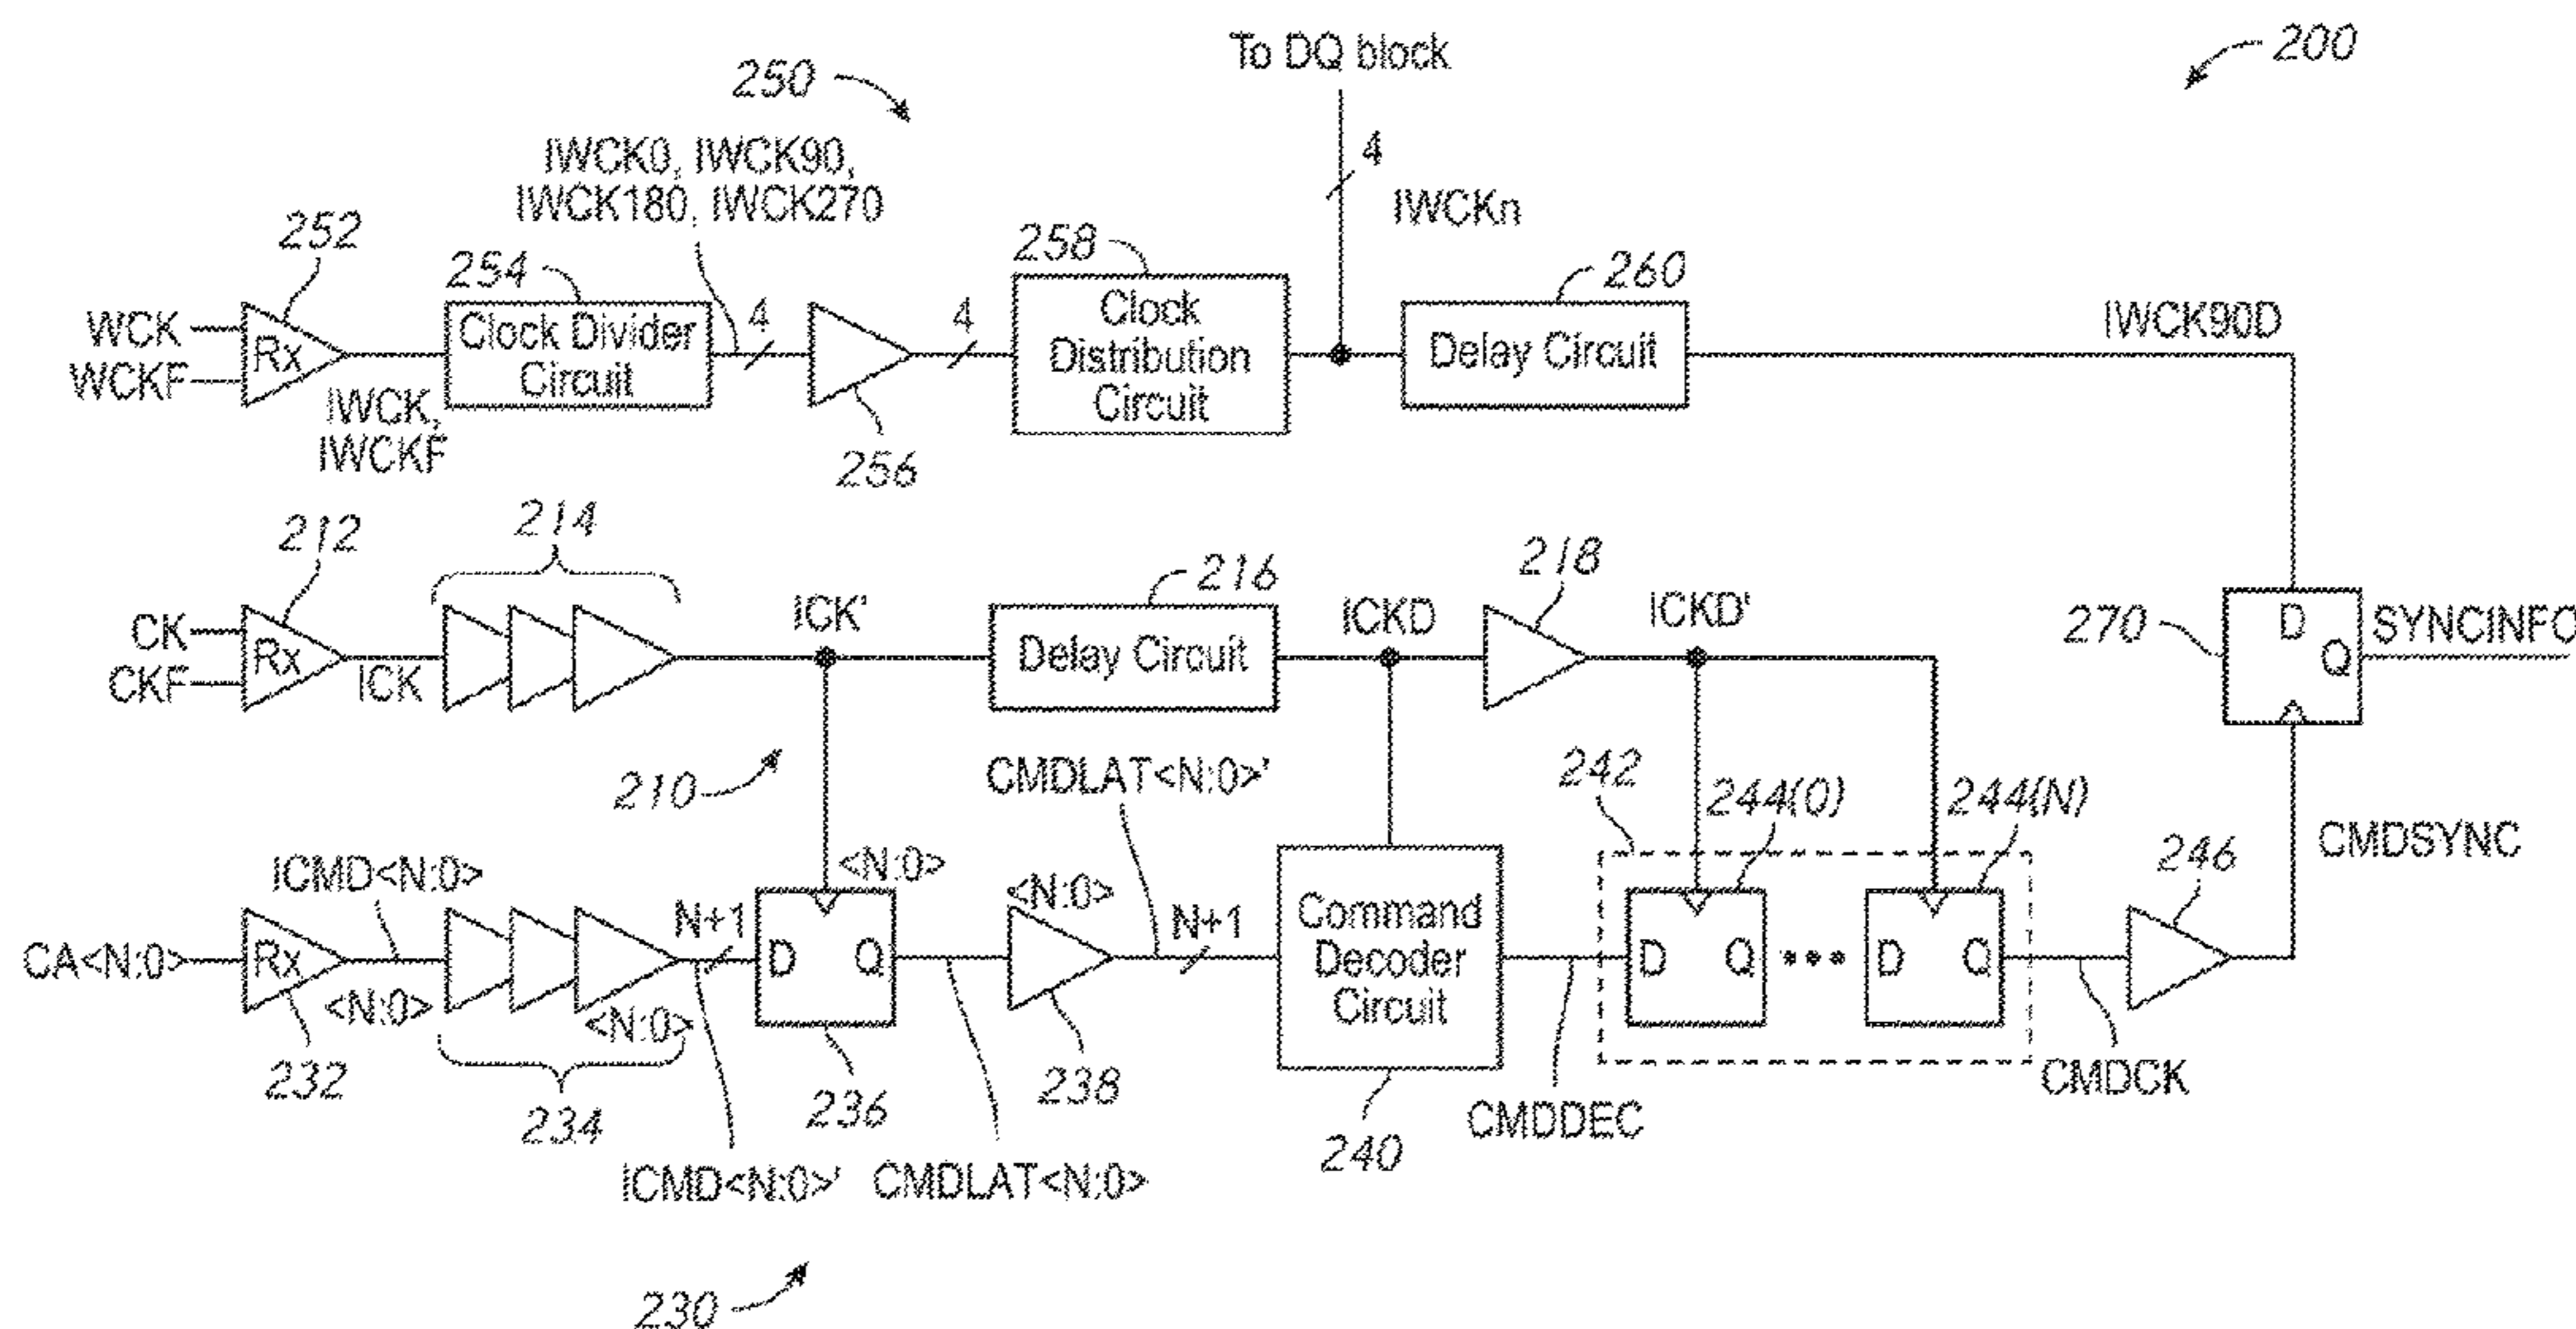 200
To DQ block
250
4
IWCK0, IWCK90,
IWCK180, IWCK270
IWCKn
252
254
258
260
WCK
WCKF
Rx
IWCK,
IWCKF
Clock Divider
Circuit
4
256
4
Clock
Distribution
Circuit
Delay Circuit
IWCK90D
212
214
216
218
CK
CKF
Rx
ICK
ICK'
Delay Circuit
ICKD
ICKD'
270
D
Q
SYNCINFO
210
CMDLAT<N:0>'
242
244(0)
244(N)
246
CMDSYNC
CA<N:0>
Rx
ICMD<N:0>
<N:0>
232
<N:0>
234
N+1
ICMD<N:0>'
<N:0>
D
Q
236
CMDLAT<N:0>
<N:0>
238
N+1
Command
Decoder
Circuit
240
CMDDEC
D
Q
•••
D
Q
CMDCK
230